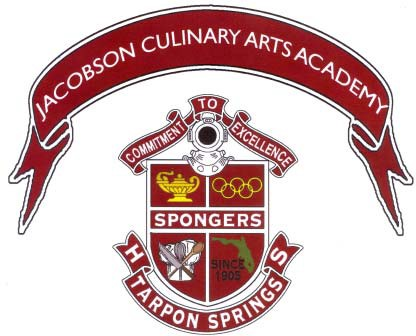 JACOBSON CULINARY ARTS ACADEMY
COMMITMENT TO EXCELLENCE
SPONGERS
SINCE
1905
H S
TARPON SPRINGS